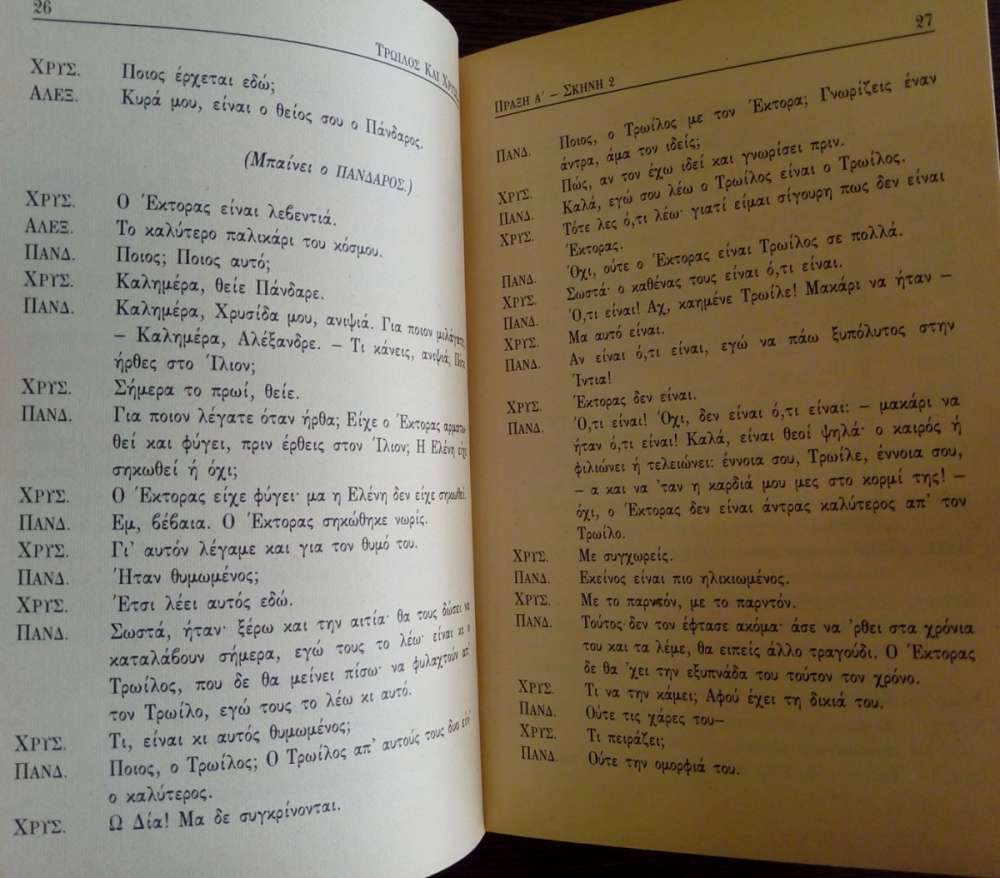 26
ΤΡΩΙΛΟΣ ΚΑΙ
ΧΡΥΣ. Ποιος έρχεται εδώ;
ΑΛΕΞ. Κυρά μου, είναι ο θείος σου ο Πάνδαρος.
(Μπαίνει ο ΠΑΝΔΑΡΟΣ.)
ΧΡΥΣ. Ο Έκτορας είναι λεβεντιά.
ΑΛΕΞ. Το καλύτερο παλικάρι του κόσμου.
ΠΑΝΔ. Ποιος; Ποιος αυτό;
ΧΡΥΣ. Καλημέρα, θείε Πάνδαρε.
ΠΑΝΔ. Καλημέρα, Χρυσίδα μου, ανιψιά. Για ποιον μιλάγατε;
– Καλημέρα, Αλέξανδρε. – Τι κάνεις, ανιψιά; Πότε
ήρθες στο Ίλιον;
ΧΡΥΣ. Σήμερα το πρωί, θείε.
ΠΑΝΔ. Για ποιον λέγατε όταν ήρθα; Είχε ο Έκτορας αρματω-
θεί και φύγει, πριν έρθεις στον Ίλιον; Η Ελένη είχε
σηκωθεί ή όχι;
ΧΡΥΣ. Ο Έκτορας είχε φύγει· μα η Ελένη δεν είχε σηκωθεί.
ΠΑΝΔ. Εμ, βέβαια. Ο Έκτορας σηκώθηκε νωρίς.
ΧΡΥΣ. Γι' αυτόν λέγαμε και για τον θυμό του.
ΠΑΝΔ. Ήταν θυμωμένος;
ΧΡΥΣ. Έτσι λέει αυτός εδώ.
ΠΑΝΔ. Σωστά, ήταν· ξέρω και την αιτία· θα τους δώσει να
καταλάβουν σήμερα, εγώ τους το λέω· είναι κι ο
Τρωίλος, που δε θα μείνει πίσω· να φυλαχτούν απ'
τον Τρωίλο, εγώ τους το λέω κι αυτό.
ΧΡΥΣ. Τι, είναι κι αυτός θυμωμένος;
ΠΑΝΔ. Ποιος, ο Τρωίλος; Ο Τρωίλος απ' αυτούς τους δυο είν'
ο καλύτερος.
ΧΡΥΣ. Ω Δία! Μα δε συγκρίνονται.
27
ΠΡΑΞΗ Α΄ – ΣΚΗΝΗ 2
ΠΑΝΔ. Ποιος, ο Τρωίλος με τον Έκτορα; Γνωρίζεις έναν
άντρα, άμα τον ιδείς;
ΧΡΥΣ. Πώς, αν τον έχω ιδεί και γνωρίσει πριν.
ΠΑΝΔ. Καλά, εγώ σου λέω ο Τρωίλος είναι ο Τρωίλος.
ΧΡΥΣ. Τότε λες ό,τι λέω· γιατί είμαι σίγουρη πως δεν είναι
Έκτορας.
ΠΑΝΔ. Όχι, ούτε ο Έκτορας είναι Τρωίλος σε πολλά.
ΧΡΥΣ. Σωστά· ο καθένας τους είναι ό,τι είναι.
ΠΑΝΔ. Ό,τι είναι! Αχ, καημένε Τρωίλε! Μακάρι να ήταν –
ΧΡΥΣ. Μα αυτό είναι.
ΠΑΝΔ. Αν είναι ό,τι είναι, εγώ να πάω ξυπόλυτος στην
Ίντια!
ΧΡΥΣ. Έκτορας δεν είναι.
ΠΑΝΔ. Ό,τι είναι! Όχι, δεν είναι ό,τι είναι: – μακάρι να
ήταν ό,τι είναι! Καλά, είναι θεοί ψηλά· ο καιρός ή
φιλιώνει ή τελειώνει: έννοια σου, Τρωίλε, έννοια σου,
– α και να 'ταν η καρδιά μου μες στο κορμί της! –
όχι, ο Έκτορας δεν είναι άντρας καλύτερος απ' τον
Τρωίλο.
ΧΡΥΣ. Με συγχωρείς.
ΠΑΝΔ. Εκείνος είναι πιο ηλικιωμένος.
ΧΡΥΣ. Με το παρντόν, με το παρντόν.
ΠΑΝΔ. Τούτος δεν τον έφτασε ακόμα· άσε να 'ρθει στα χρόνια
του και τα λέμε, θα ειπείς άλλο τραγούδι. Ο Έκτορας
δε θα 'χει την εξυπνάδα του τούτον τον χρόνο.
ΧΡΥΣ. Τι να την κάμει; Αφού έχει τη δικιά του.
ΠΑΝΔ. Ούτε τις χάρες του–
ΧΡΥΣ. Τι πειράζει;
ΠΑΝΔ. Ούτε την ομορφιά του.